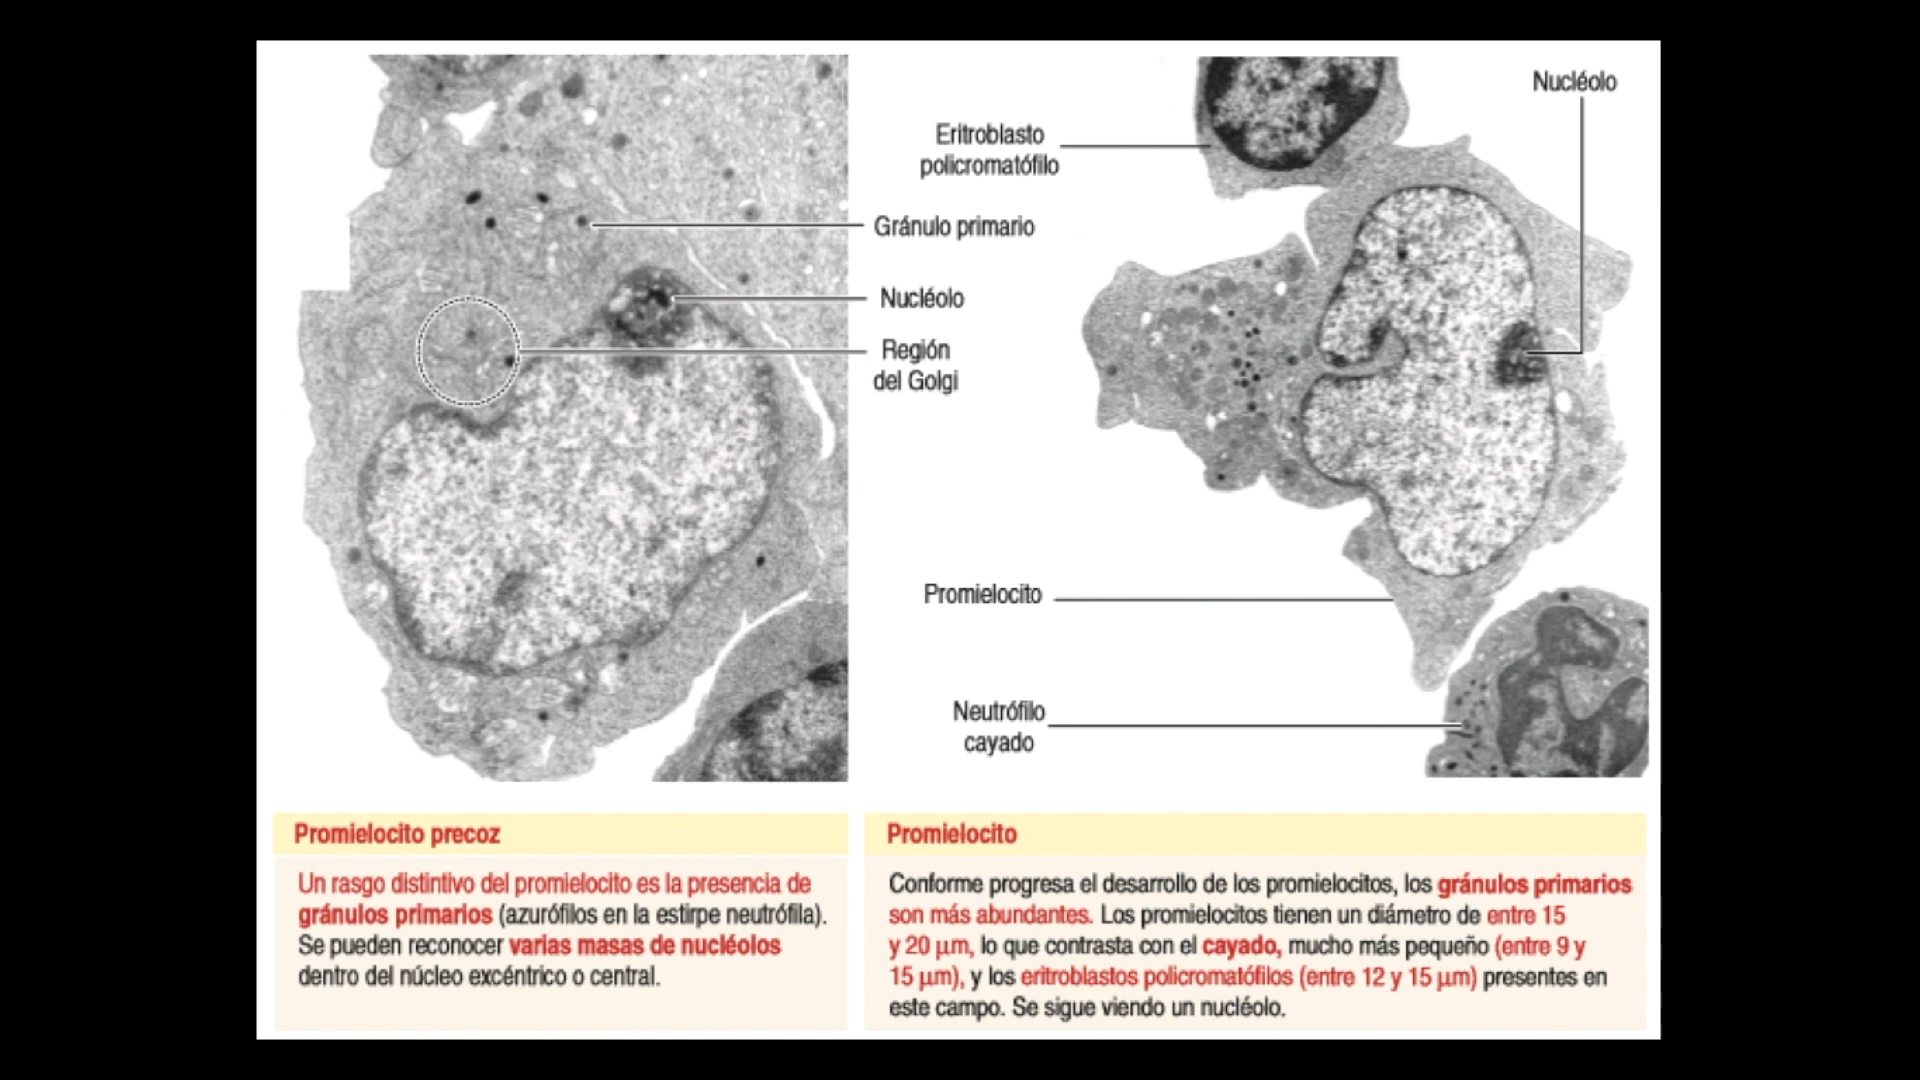 Nucléolo
Eritroblasto
policromatófilo
Gránulo primario
Nucléolo
Región
del Golgi
Promielocito
Neutrófilo
cayado
Promielocito precoz
Un rasgo distintivo del promielocito es la presencia de
gránulos primarios (azurófilos en la estirpe neutrófila).
Se pueden reconocer varias masas de nucléolos
dentro del núcleo excéntrico o central.
Promielocito
Conforme progresa el desarrollo de los promielocitos, los gránulos primarios
son más abundantes. Los promielocitos tienen un diámetro de entre 15
y 20 μm, lo que contrasta con el cayado, mucho más pequeño (entre 9 y
15 μm), y los eritroblastos policromatófilos (entre 12 y 15 μm) presentes en
este campo. Se sigue viendo un nucléolo.